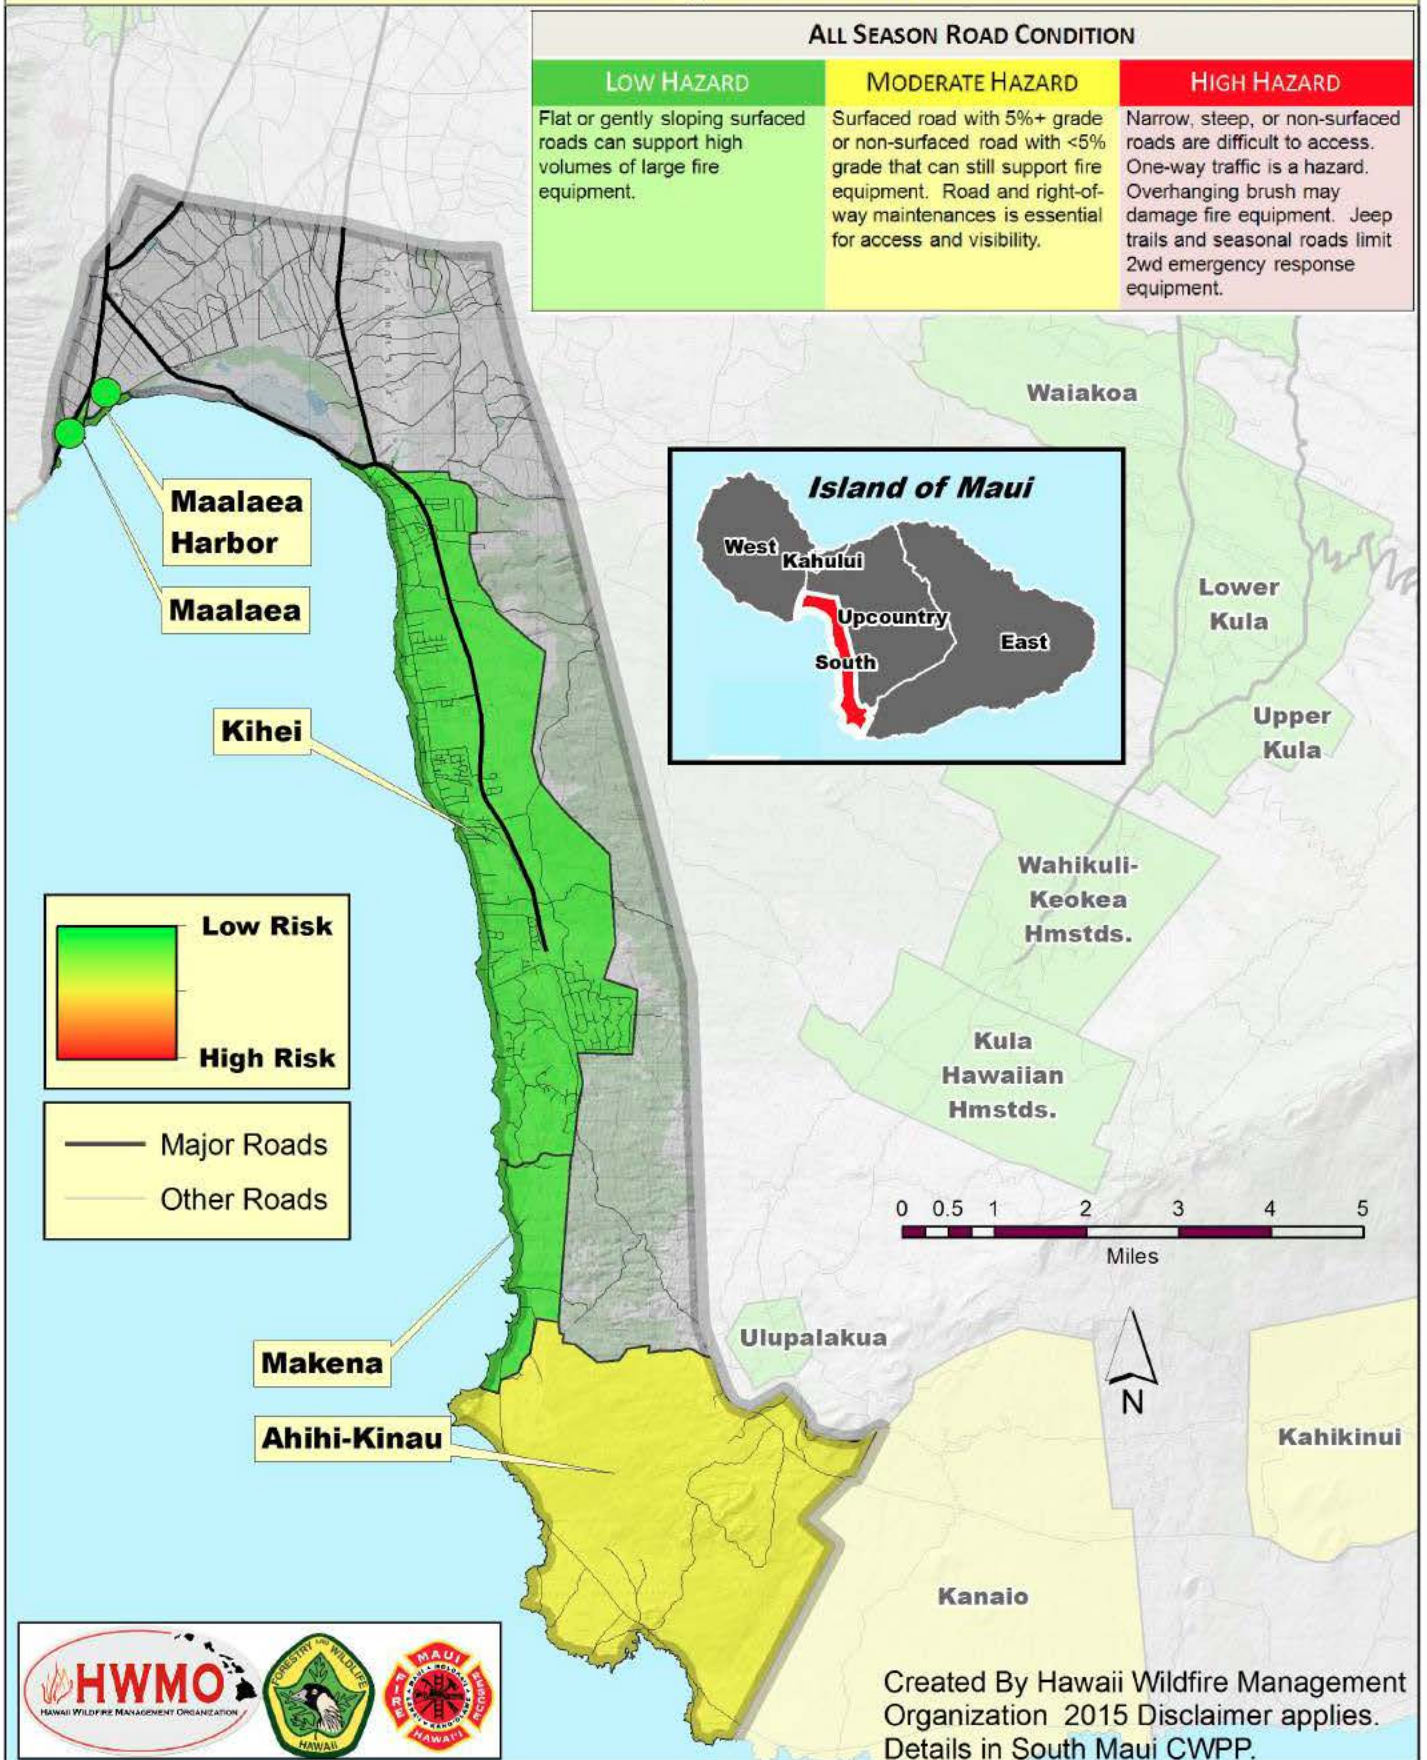 ALL SEASON ROAD CONDITION
LOW HAZARD
Flat or gently sloping surfaced
roads can support high
volumes of large fire
equipment.
MODERATE HAZARD
Surfaced road with 5%+ grade
or non-surfaced road with <5%
grade that can still support fire
equipment. Road and right-of-
way maintenances is essential
for access and visibility.
HIGH HAZARD
Narrow, steep, or non-surfaced
roads are difficult to access.
One-way traffic is a hazard.
Overhanging brush may
damage fire equipment. Jeep
trails and seasonal roads limit
2wd emergency response
equipment.
Waiakoa
Island of Maui
West
Kahului
Upcountry
South
East
Maalaea
Harbor
Maalaea
Lower
Kula
Upper
Kula
Kihei
Wahikuli-
Keokea
Hmstds.
Low Risk
High Risk
Kula
Hawaiian
Hmstds.
Major Roads
Other Roads
0 0.5 1 2 3 4 5
Miles
Ulupalakua
N
Makena
Ahihi-Kinau
Kahikinui
Kanaio
HWMO
HAWAII WILDFIRE MANAGEMENT ORGANIZATION
FORESTRY AND WILDLIFE
HAWAII
MAUI
FIRE
RESCUE
HAWAI'I
Created By Hawaii Wildfire Management
Organization 2015 Disclaimer applies.
Details in South Maui CWPP.